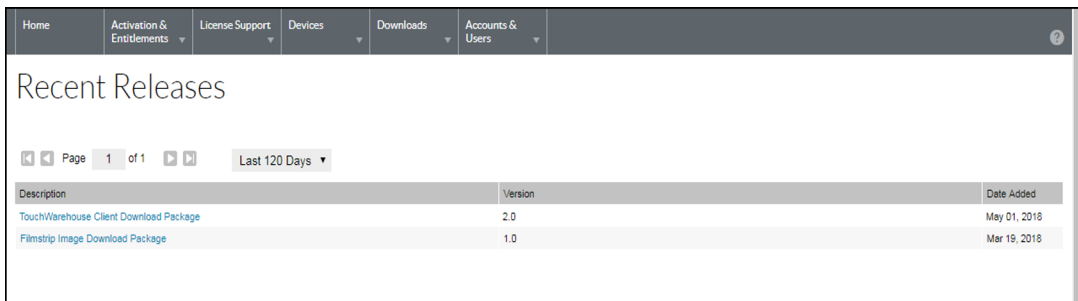 Home Activation & License Support Devices Downloads Accounts &
Entitlements Users
?
Recent Releases
Page 1 of 1 Last 120 Days
Description Version Date Added
TouchWarehouse Client Download Package 2.0 May 01, 2018
Filmstrip Image Download Package 1.0 Mar 19, 2018